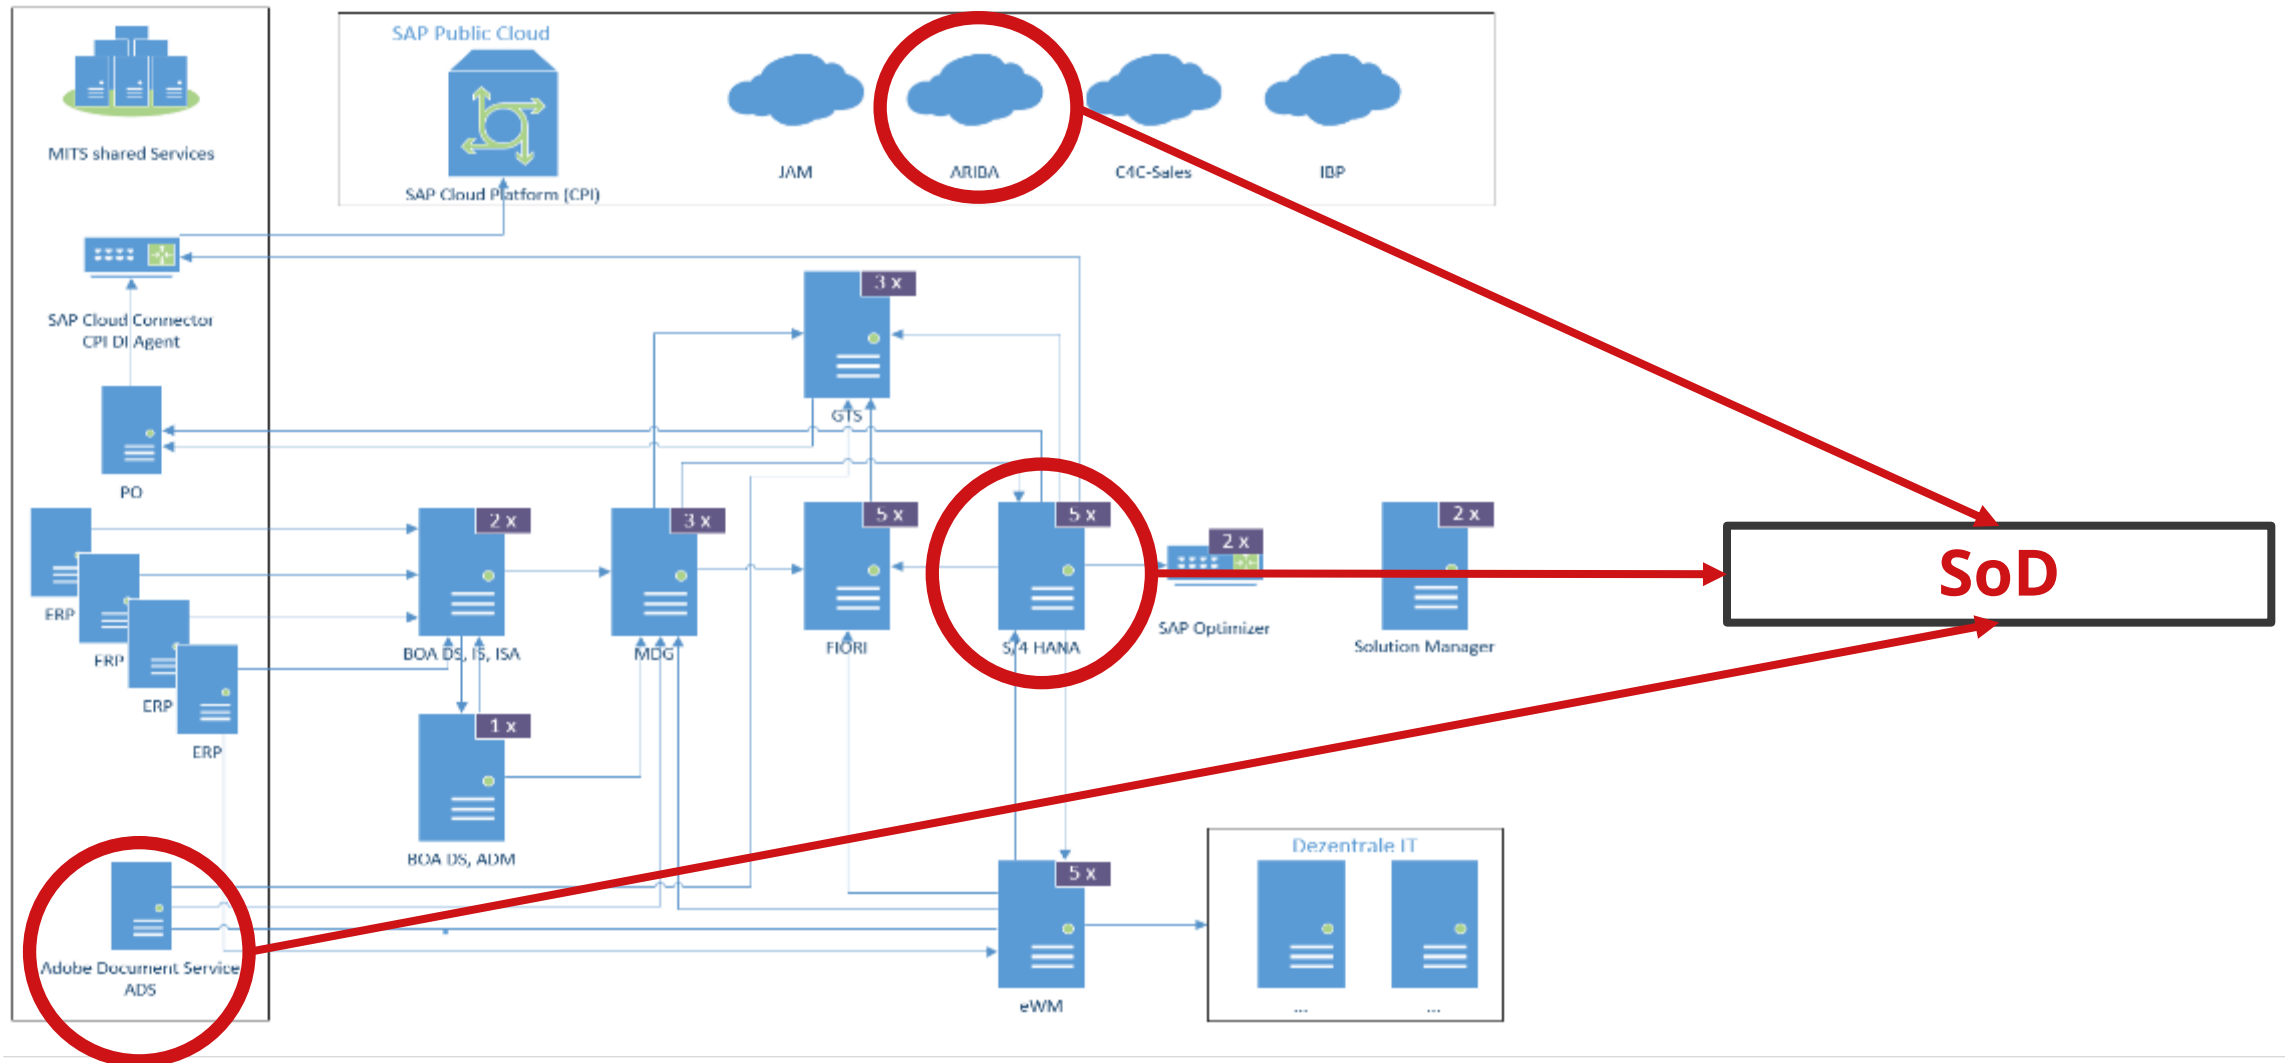 SAP Public Cloud
MITS shared Services
SAP Cloud Platform (CPI)
JAM
ARIBA
C4C-Sales
IBP
SAP Cloud Connector
CPI DI Agent
3 x
GTS
PO
ERP
ERP
ERP
ERP
2 x
BOA DS, IS, ISA
3 x
MDG
5 x
FIORI
5 x
S/4 HANA
2 x
SAP Optimizer
2 x
Solution Manager
SoD
1 x
BOA DS, ADM
Adobe Document Service
ADS
5 x
eWM
Dezentrale IT
...
...